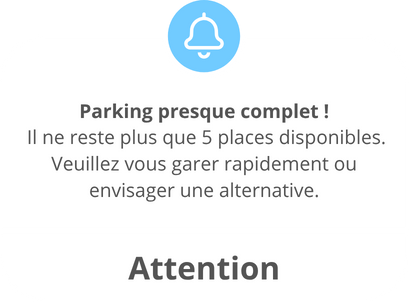 Parking presque complet !
Il ne reste plus que 5 places disponibles.
Veuillez vous garer rapidement ou
envisager une alternative.
Attention